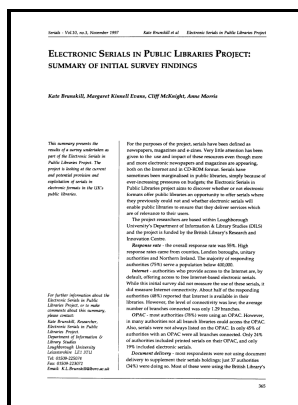 Serials - Vol.10, no.3, November 1997
Kate Brunskill et al
Electronic Serials in Public Libraries Project
ELECTRONIC SERIALS IN PUBLIC LIBRARIES PROJECT:
SUMMARY OF INITIAL SURVEY FINDINGS
Kate Brunskill, Margaret Kinnell Evans, Cliff McKnight, Anne Morris
This summary presents the
results of a survey undertaken as
part of the Electronic Serials in
Public Libraries Project. The
project is looking at the current
and potential provision and
exploitation of serials in
electronic formats in the UK's
public libraries.
For further information about the
Electronic Serials in Public
Libraries Project, or to make
comments about this summary,
please contact:
Kate Brunskill, Researcher,
Electronic Serials in Public
Libraries Project,
Department of Information &
Library Studies
Loughborough University
Leicestershire LE11 3TU
Tel: 01509-225074
Fax: 01509-223072
Email: K.L.Brunskill@lboro.ac.uk
For the purposes of the project, serials have been defined as
newspapers, magazines and e-zines. Very little attention has been
given to the use and impact of these resources even though more
and more electronic newspapers and magazines are appearing,
both on the Internet and in CD-ROM format. Serials have
sometimes been marginalised in public libraries, simply because of
ever-increasing pressures on budgets; the Electronic Serials in
Public Libraries project aims to discover whether or not electronic
formats offer public libraries an opportunity to offer serials where
they previously could not and whether electronic serials will
enable public libraries to ensure that they deliver services which
are of relevance to their users.
The project researchers are based within Loughborough
University's Department of Information & Library Studies (DILS)
and the project is funded by the British Library's Research and
Innovation Centre.
Response rate - the overall response rate was 55%. High
response rates came from counties, London boroughs, unitary
authorities and Northern Ireland. The majority of responding
authorities (75%) serve a population below 400,000.
Internet - authorities who provide access to the Internet are, by
default, offering access to free Internet-based electronic serials.
While this initial survey did not measure the use of these serials, it
did measure Internet connectivity. About half of the responding
authorities (48%) reported that Internet is available in their
libraries. However, the level of connectivity was low; the average
number of branches connected was only 1.29 branches.
OPAC - most authorities (79%) were using an OPAC. However,
in many authorities not all branch libraries could access the OPAC.
Also, serials were not always listed on the OPAC. In only 45% of
authorities with an OPAC were all branches connected. Only 24%
of authorities included printed serials on their OPAC, and only
19% included electronic serials.
Document delivery - most respondents were not using document
delivery to supplement their serials holdings; just 37 authorities
(34%) were doing so. Most of these were using the British Library's
365